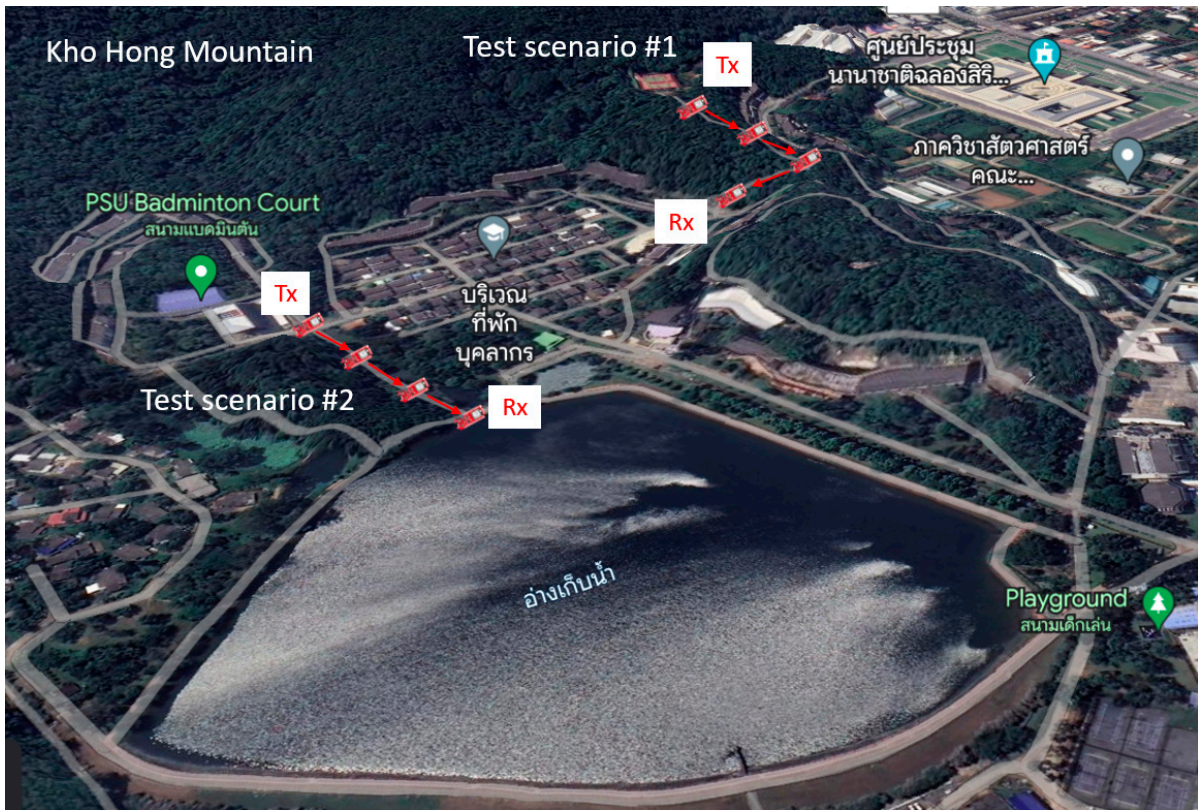 Kho Hong Mountain
Test scenario #1
Tx
ศูนย์ประชุม
นานาชาติฉลองสิริ...
ภาควิชาสัตวศาสตร์
คณะ...
PSU Badminton Court
สนามแบดมินตัน
Rx
Tx
บริเวณ
ที่พัก
บุคลากร
Test scenario #2
Rx
อ่างเก็บน้ำ
Playground
สนามเด็กเล่น